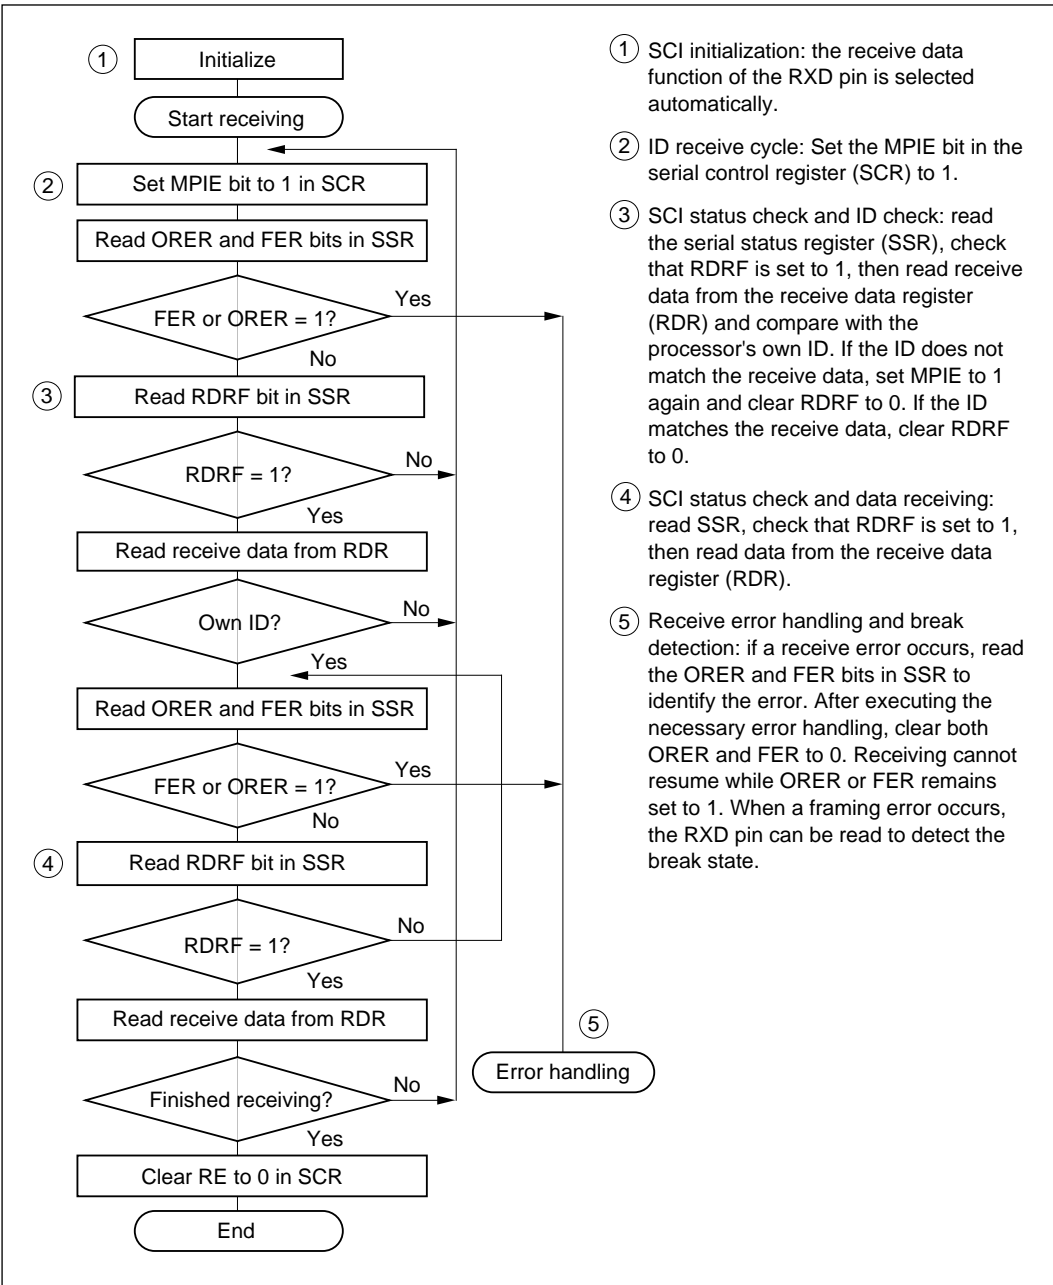 1
Initialize
Start receiving
2
Set MPIE bit to 1 in SCR
Read ORER and FER bits in SSR
FER or ORER = 1?
Yes
No
3
Read RDRF bit in SSR
RDRF = 1?
No
Yes
Read receive data from RDR
Own ID?
No
Yes
Read ORER and FER bits in SSR
FER or ORER = 1?
Yes
No
4
Read RDRF bit in SSR
RDRF = 1?
No
Yes
Read receive data from RDR
5
Error handling
Finished receiving?
No
Yes
Clear RE to 0 in SCR
End
1 SCI initialization: the receive data
function of the RXD pin is selected
automatically.
2 ID receive cycle: Set the MPIE bit in the
serial control register (SCR) to 1.
3 SCI status check and ID check: read
the serial status register (SSR), check
that RDRF is set to 1, then read receive
data from the receive data register
(RDR) and compare with the
processor's own ID. If the ID does not
match the receive data, set MPIE to 1
again and clear RDRF to 0. If the ID
matches the receive data, clear RDRF
to 0.
4 SCI status check and data receiving:
read SSR, check that RDRF is set to 1,
then read data from the receive data
register (RDR).
5 Receive error handling and break
detection: if a receive error occurs, read
the ORER and FER bits in SSR to
identify the error. After executing the
necessary error handling, clear both
ORER and FER to 0. Receiving cannot
resume while ORER or FER remains
set to 1. When a framing error occurs,
the RXD pin can be read to detect the
break state.